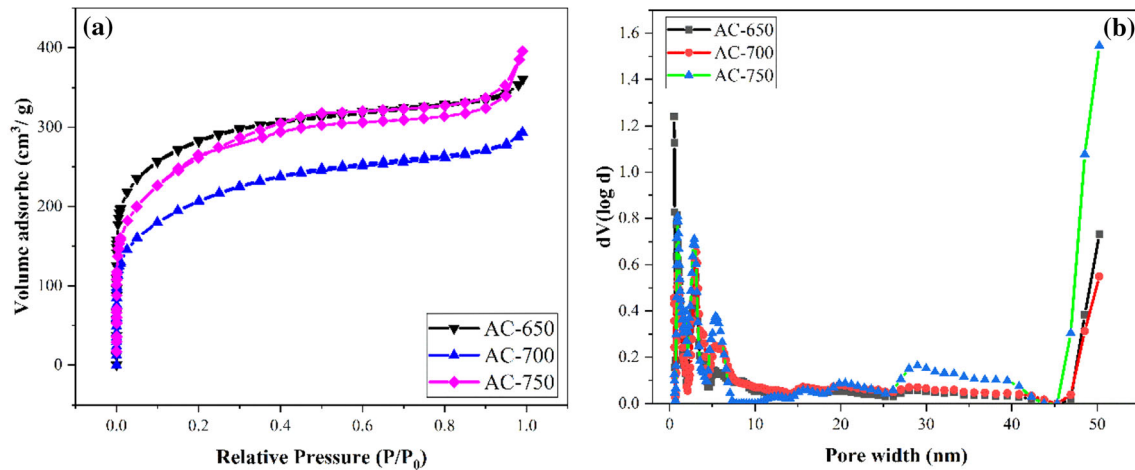 (a)
400
300
200
100
0
Volume adsorbe (cm³/ g)
AC-650
AC-700
AC-750
0.0 0.2 0.4 0.6 0.8 1.0
Relative Pressure (P/P₀)
(b)
1.6
1.4
1.2
1.0
0.8
0.6
0.4
0.2
0.0
dV(log d)
AC-650
AC-700
AC-750
0 10 20 30 40 50 60
Pore width (nm)